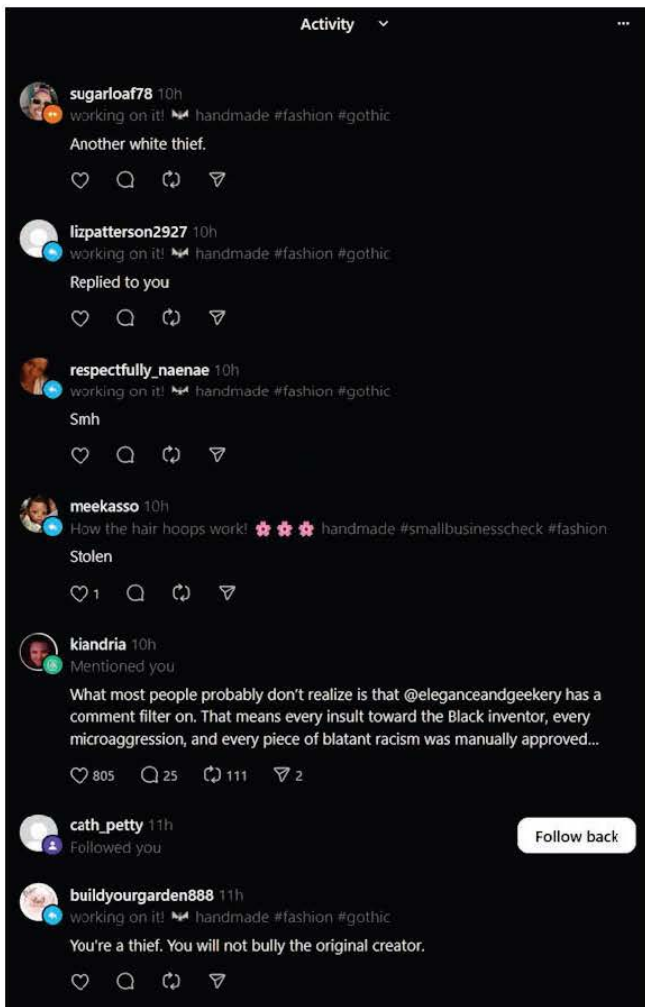 Activity
sugarloaf78 10h
working on it! handmade #fashion #gothic
Another white thief.
lizpatterson2927 10h
working on it! handmade #fashion #gothic
Replied to you
respectfully_naenae 10h
working on it! handmade #fashion #gothic
Smh
meekasso 10h
How the hair hoops work! 🌸 🌸 🌸 handmade #smallbusinesscheck #fashion
Stolen
1
kiandria 10h
Mentioned you
What most people probably don't realize is that @eleganceandgeekery has a
comment filter on. That means every insult toward the Black inventor, every
microaggression, and every piece of blatant racism was manually approved...
805 25 111 2
cath_petty 11h
Followed you
Follow back
buildyourgarden888 11h
working on it! handmade #fashion #gothic
You're a thief. You will not bully the original creator.